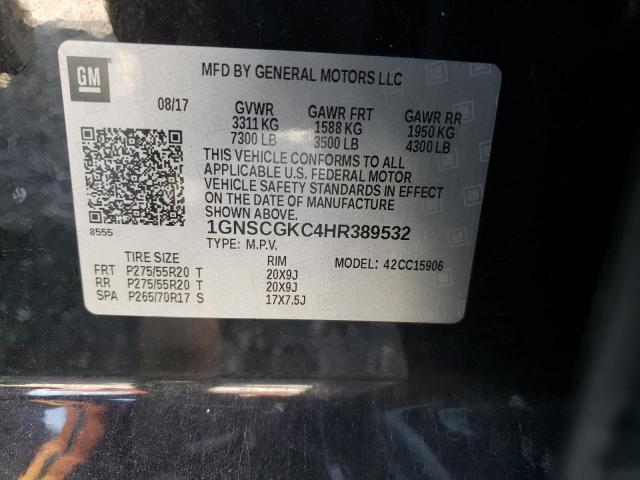 GM
MFD BY GENERAL MOTORS LLC
08/17 GVWR GAWR FRT GAWR RR
3311 KG 1588 KG 1950 KG
7300 LB 3500 LB 4300 LB
THIS VEHICLE CONFORMS TO ALL
APPLICABLE U.S. FEDERAL MOTOR
VEHICLE SAFETY STANDARDS IN EFFECT
ON THE DATE OF MANUFACTURE
SHOWN ABOVE.
8555 1GNSCGKC4HR389532
TYPE: M.P.V.
TIRE SIZE RIM MODEL: 42CC15906
FRT P275/55R20 T 20X9J
RR P275/55R20 T 20X9J
SPA P265/70R17 S 17X7.5J